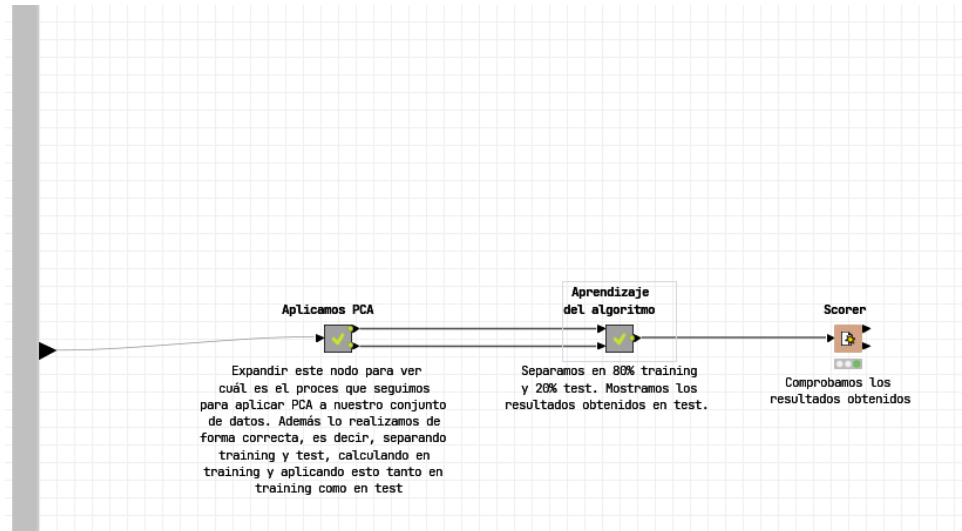 Aplicamos PCA
Expandir este nodo para ver
cuál es el proces que seguimos
para aplicar PCA a nuestro conjunto
de datos. Además lo realizamos de
forma correcta, es decir, separando
training y test, calculando en
training y aplicando esto tanto en
training como en test
Aprendizaje
del algoritmo
Separamos en 80% training
y 20% test. Mostramos los
resultados obtenidos en test.
Scorer
Comprobamos los
resultados obtenidos